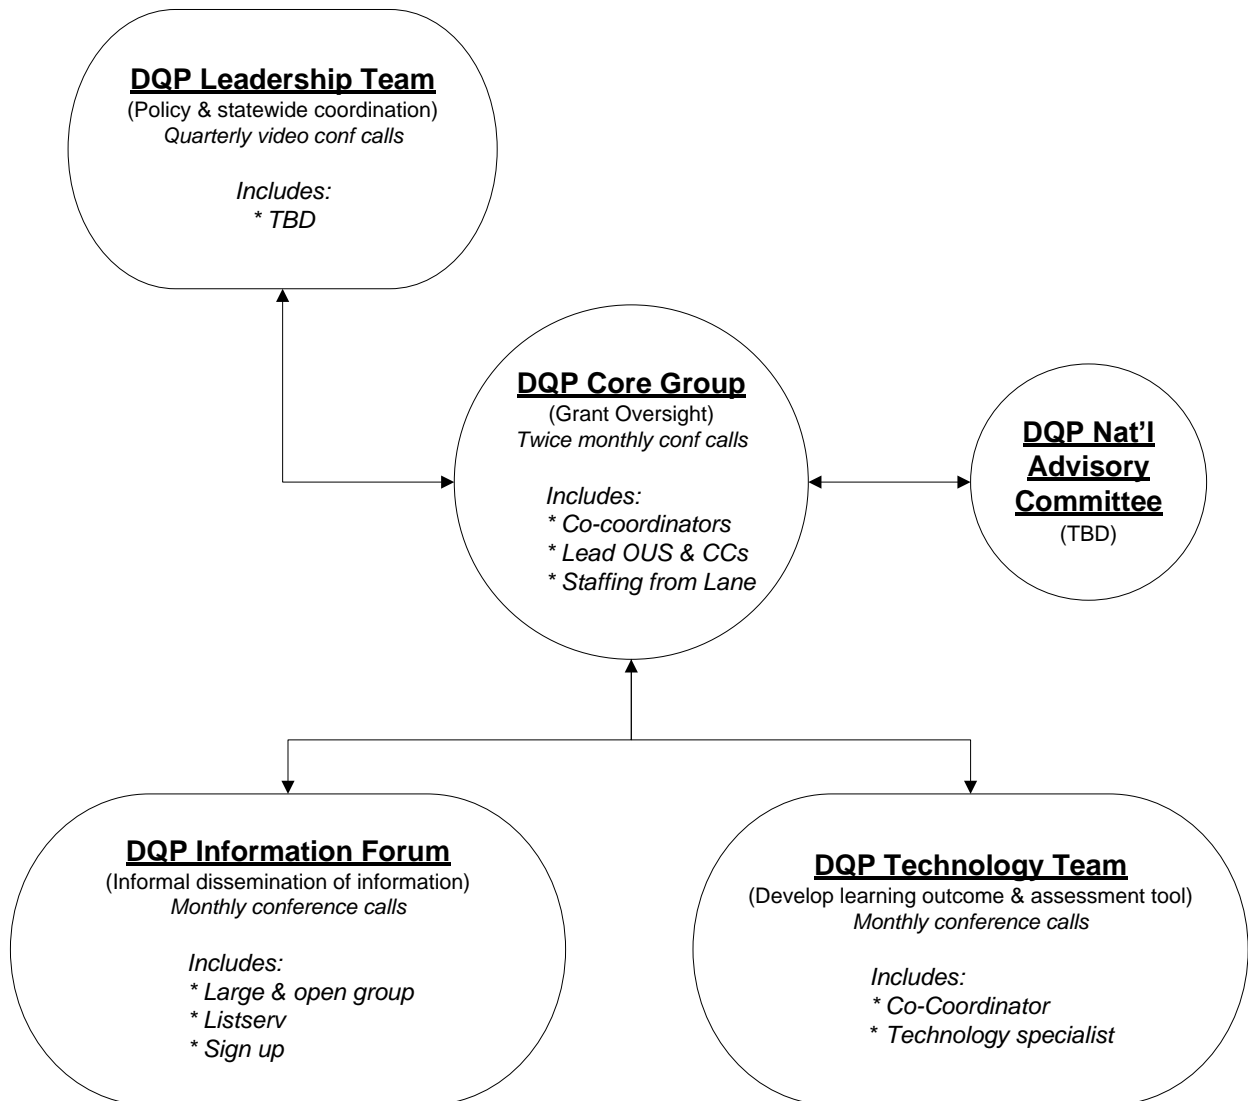 DQP Leadership Team
(Policy & statewide coordination)
Quarterly video conf calls
Includes:
* TBD
DQP Core Group
(Grant Oversight)
Twice monthly conf calls
Includes:
* Co-coordinators
* Lead OUS & CCs
* Staffing from Lane
DQP Nat'l
Advisory
Committee
(TBD)
DQP Information Forum
(Informal dissemination of information)
Monthly conference calls
Includes:
* Large & open group
* Listserv
* Sign up
DQP Technology Team
(Develop learning outcome & assessment tool)
Monthly conference calls
Includes:
* Co-Coordinator
* Technology specialist